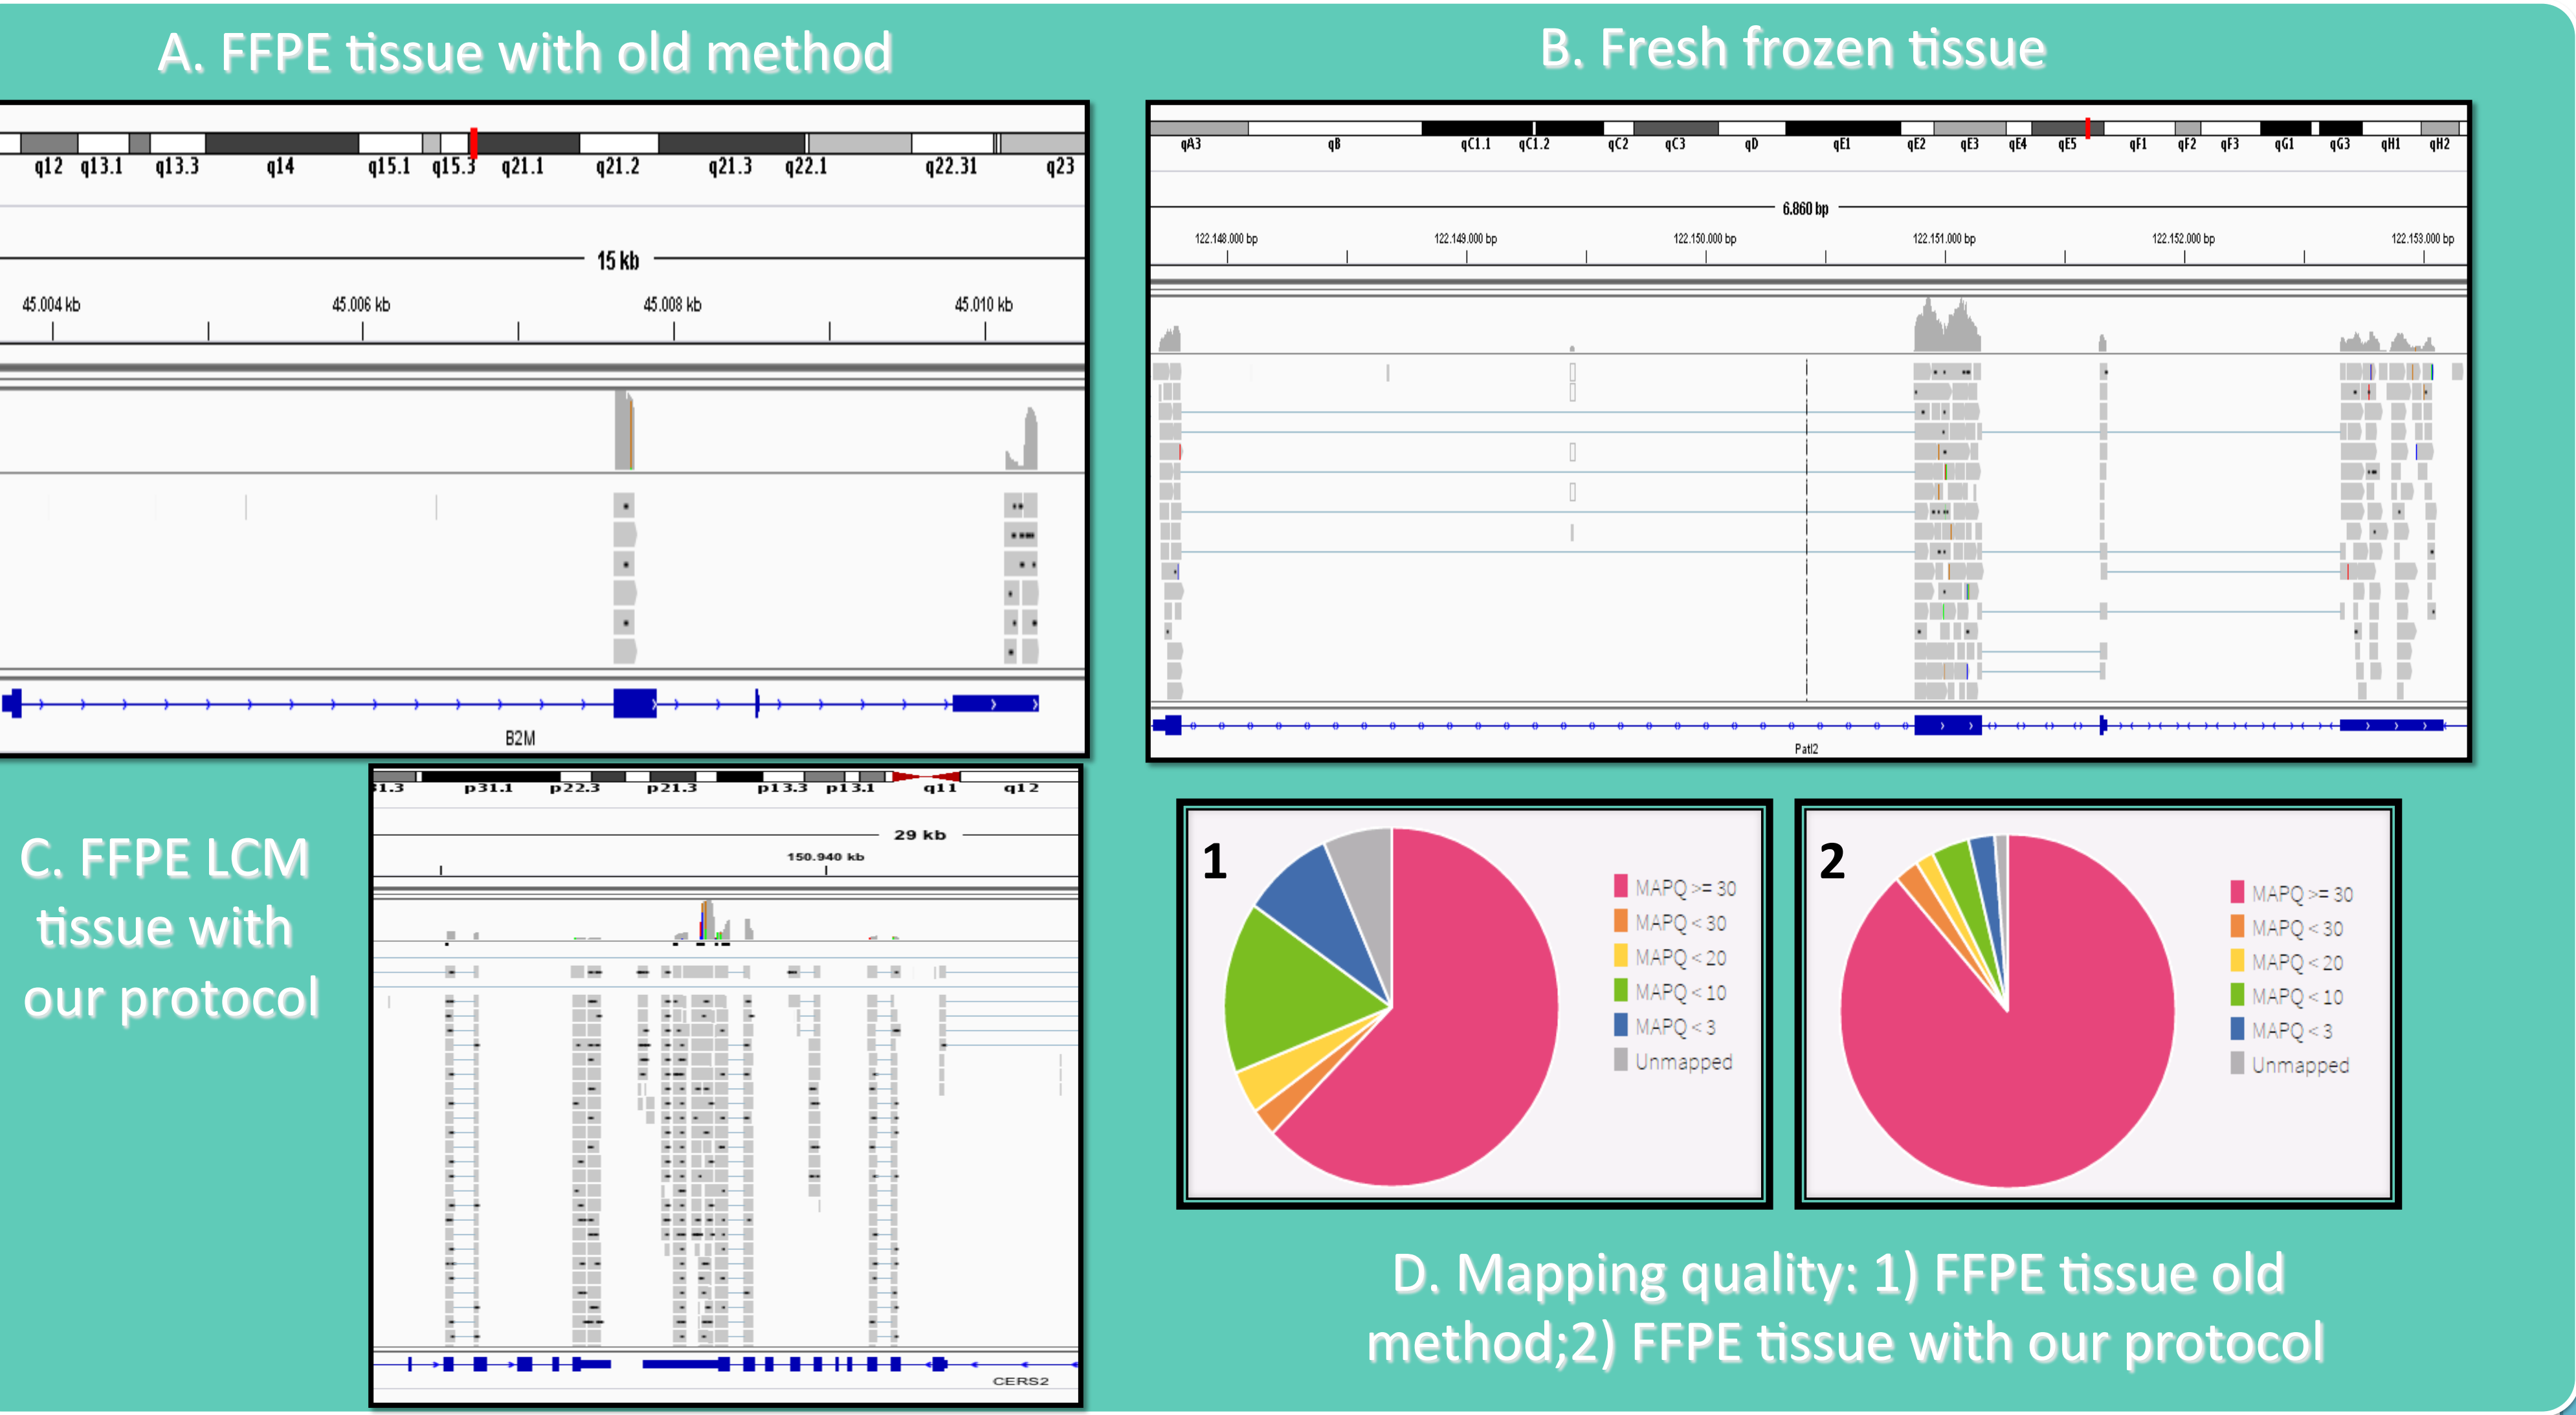 A. FFPE tissue with old method
q12 q13.1 q13.3 q14 q15.1 q15.3 q21.1 q21.2 q21.3 q22.1 q22.31 q23
15 kb
45.004 kb 45.006 kb 45.008 kb 45.010 kb
B2M
B. Fresh frozen tissue
qA3 qB qC1.1 qC1.2 qC2 qC3 qD qE1 qE2 qE3 qE4 qE5 qF1 qF2 qF3 qG1 qG3 qH1 qH2
6.860 bp
122.148.000 bp 122.149.000 bp 122.150.000 bp 122.151.000 bp 122.152.000 bp 122.153.000 bp
Patl2
C. FFPE LCM
tissue with
our protocol
31.3 p31.1 p22.3 p21.3 p13.3 p13.1 q11 q12
29 kb
150.940 kb
CERS2
1
MAPQ >= 30
MAPQ < 30
MAPQ < 20
MAPQ < 10
MAPQ < 3
Unmapped
2
MAPQ >= 30
MAPQ < 30
MAPQ < 20
MAPQ < 10
MAPQ < 3
Unmapped
D. Mapping quality: 1) FFPE tissue old
method;2) FFPE tissue with our protocol